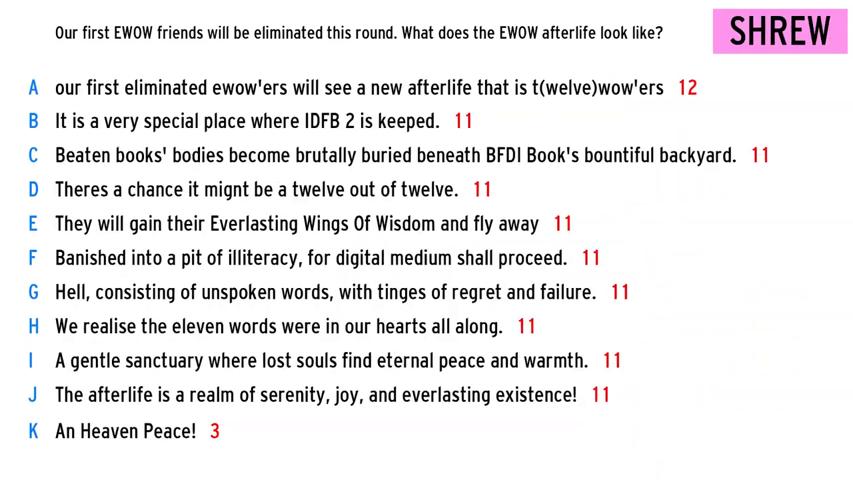 Our first EWOW friends will be eliminated this round. What does the EWOW afterlife look like?
SHREW
A our first eliminated ewow'ers will see a new afterlife that is t(welve)wow'ers 12
B It is a very special place where IDFB 2 is keeped. 11
C Beaten books' bodies become brutally buried beneath BFDI Book's bountiful backyard. 11
D Theres a chance it mignt be a twelve out of twelve. 11
E They will gain their Everlasting Wings Of Wisdom and fly away 11
F Banished into a pit of illiteracy, for digital medium shall proceed. 11
G Hell, consisting of unspoken words, with tinges of regret and failure. 11
H We realise the eleven words were in our hearts all along. 11
I A gentle sanctuary where lost souls find eternal peace and warmth. 11
J The afterlife is a realm of serenity, joy, and everlasting existence! 11
K An Heaven Peace! 3